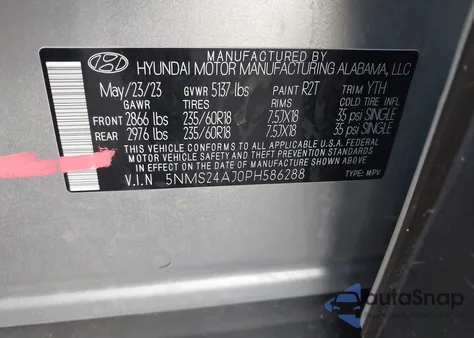 MANUFACTURED BY
HYUNDAI MOTOR MANUFACTURING ALABAMA, LLC
May/23/23 GVWR 5137 lbs PAINT R2T TRIM YTH
GAWR TIRES RIMS COLD TIRE INFL
FRONT 2866 lbs 235/60R18 7.5JX18 35 psi SINGLE
REAR 2976 lbs 235/60R18 7.5JX18 35 psi SINGLE
THIS VEHICLE CONFORMS TO ALL APPLICABLE U.S.A. FEDERAL
MOTOR VEHICLE SAFETY STANDARDS IN EFFECT ON THE
DATE OF MANUFACTURE SHOWN ABOVE.
V.I.N 5NMS24AJ0PH586288 TYPE: MPV
AutoSnap